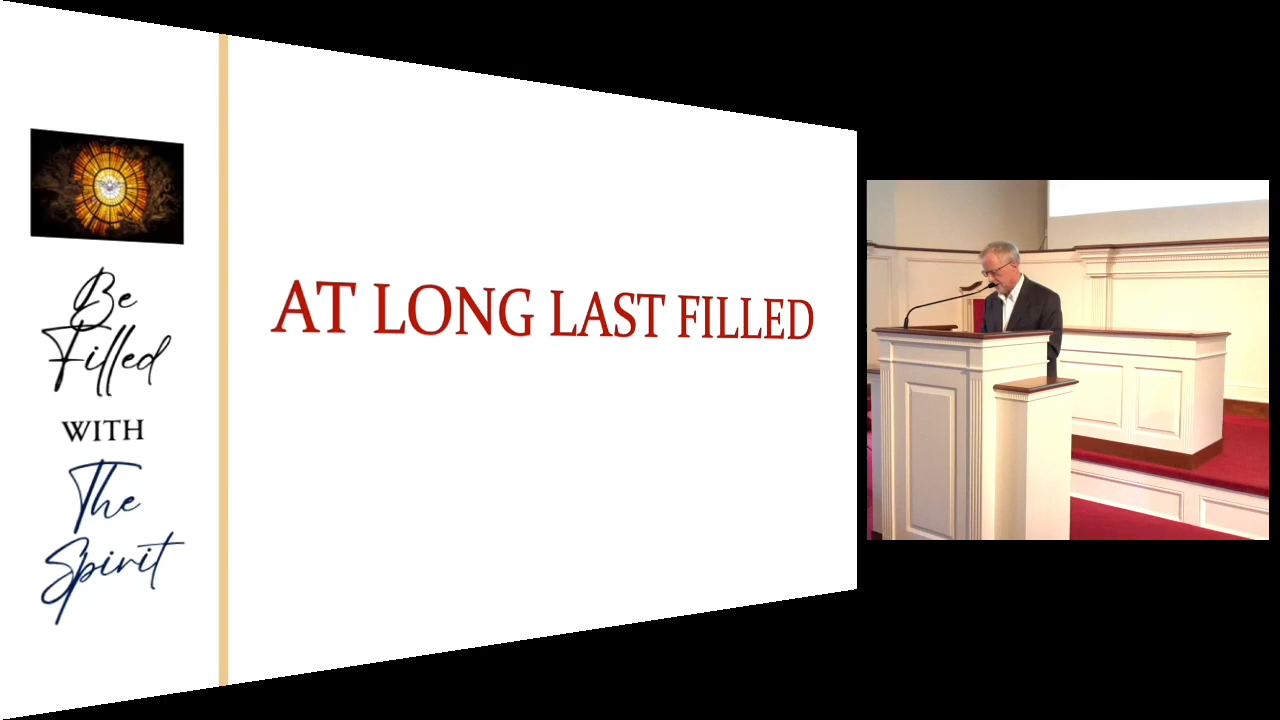 Be
Filled
WITH
The
Spirit
AT LONG LAST FILLED